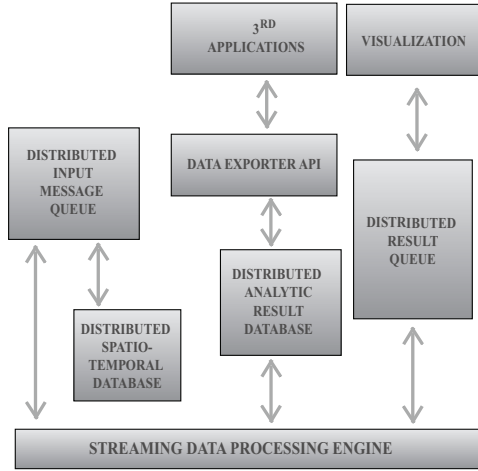 3RD
APPLICATIONS
VISUALIZATION
DISTRIBUTED
INPUT
MESSAGE
QUEUE
DATA EXPORTER API
DISTRIBUTED
RESULT
QUEUE
DISTRIBUTED
ANALYTIC
RESULT
DATABASE
DISTRIBUTED
SPATIO-
TEMPORAL
DATABASE
STREAMING DATA PROCESSING ENGINE